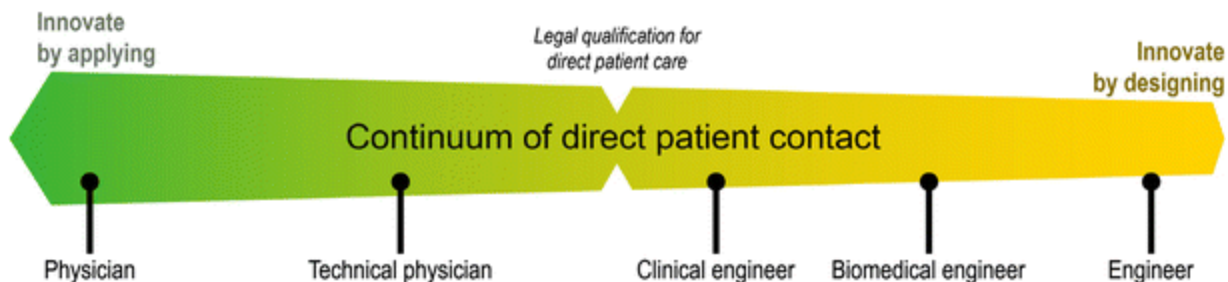 Innovate
by applying
Legal qualification for
direct patient care
Innovate
by designing
Continuum of direct patient contact
Physician
Technical physician
Clinical engineer
Biomedical engineer
Engineer